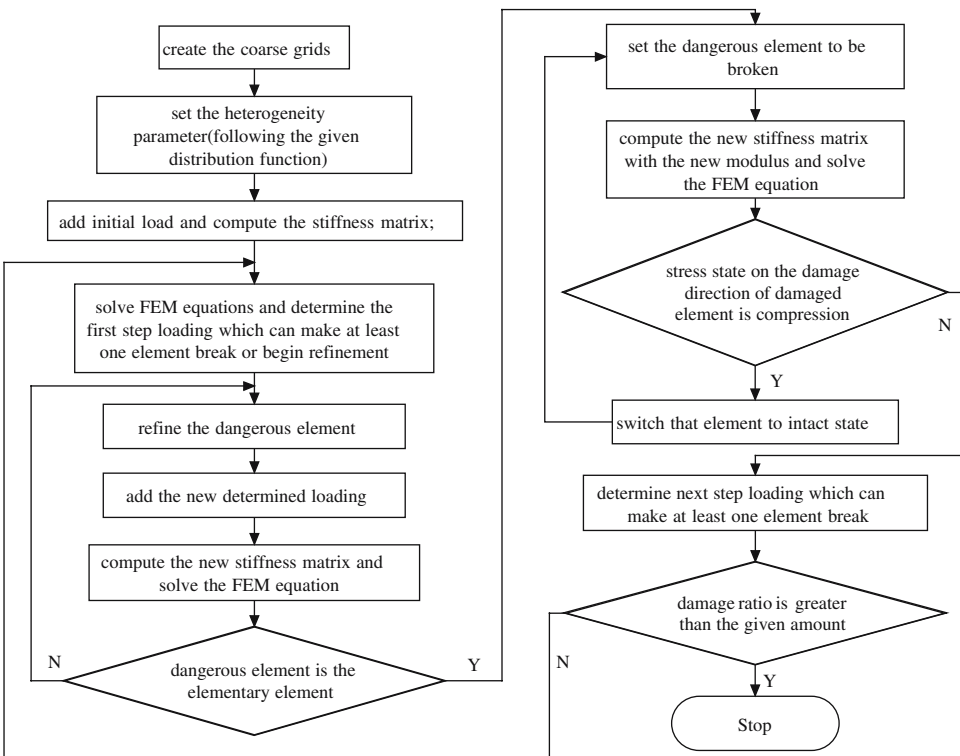 create the coarse grids
set the heterogeneity
parameter(following the given
distribution function)
add initial load and compute the stiffness matrix;
solve FEM equations and determine the
first step loading which can make at least
one element break or begin refinement
refine the dangerous element
add the new determined loading
compute the new stiffness matrix and
solve the FEM equation
N
Y
dangerous element is the
elementary element
set the dangerous element to be
broken
compute the new stiffness matrix
with the new modulus and solve
the FEM equation
stress state on the damage
direction of damaged
element is compression
N
Y
switch that element to intact state
determine next step loading which can
make at least one element break
damage ratio is greater
than the given amount
N
Y
Stop